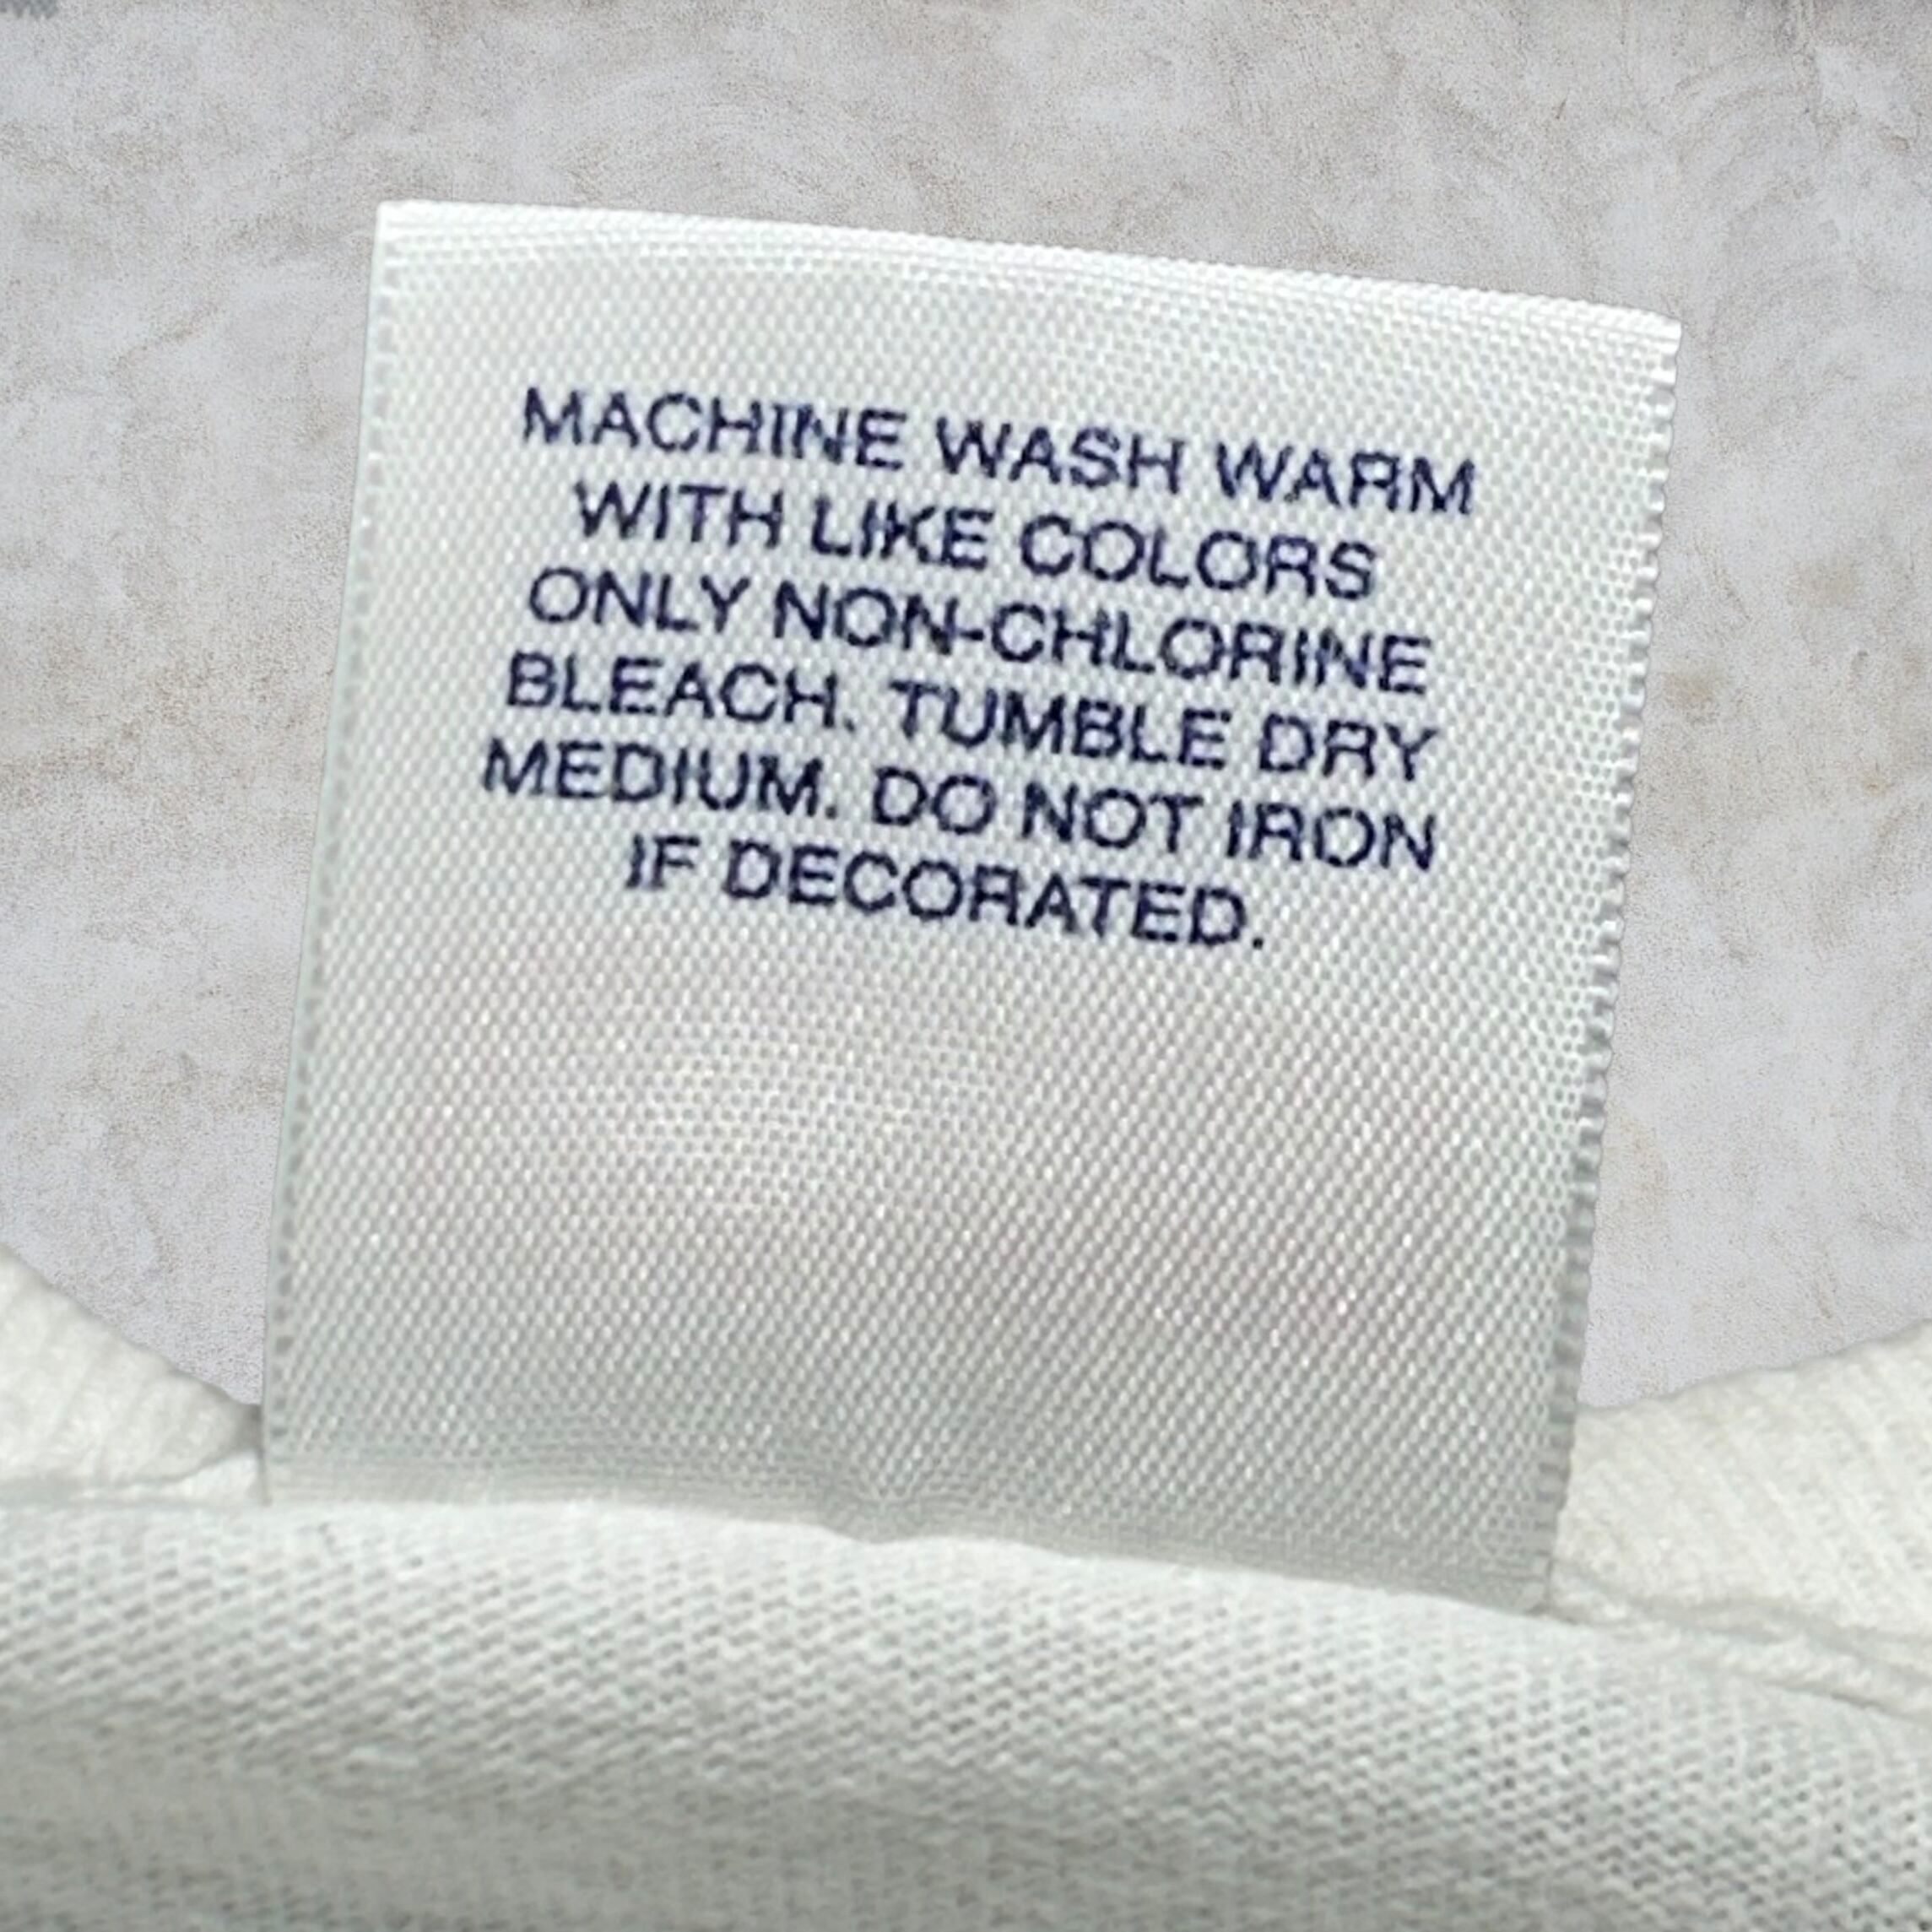 MACHINE WASH WARM
WITH LIKE COLORS
ONLY NON-CHLORINE
BLEACH. TUMBLE DRY
MEDIUM. DO NOT IRON
IF DECORATED.